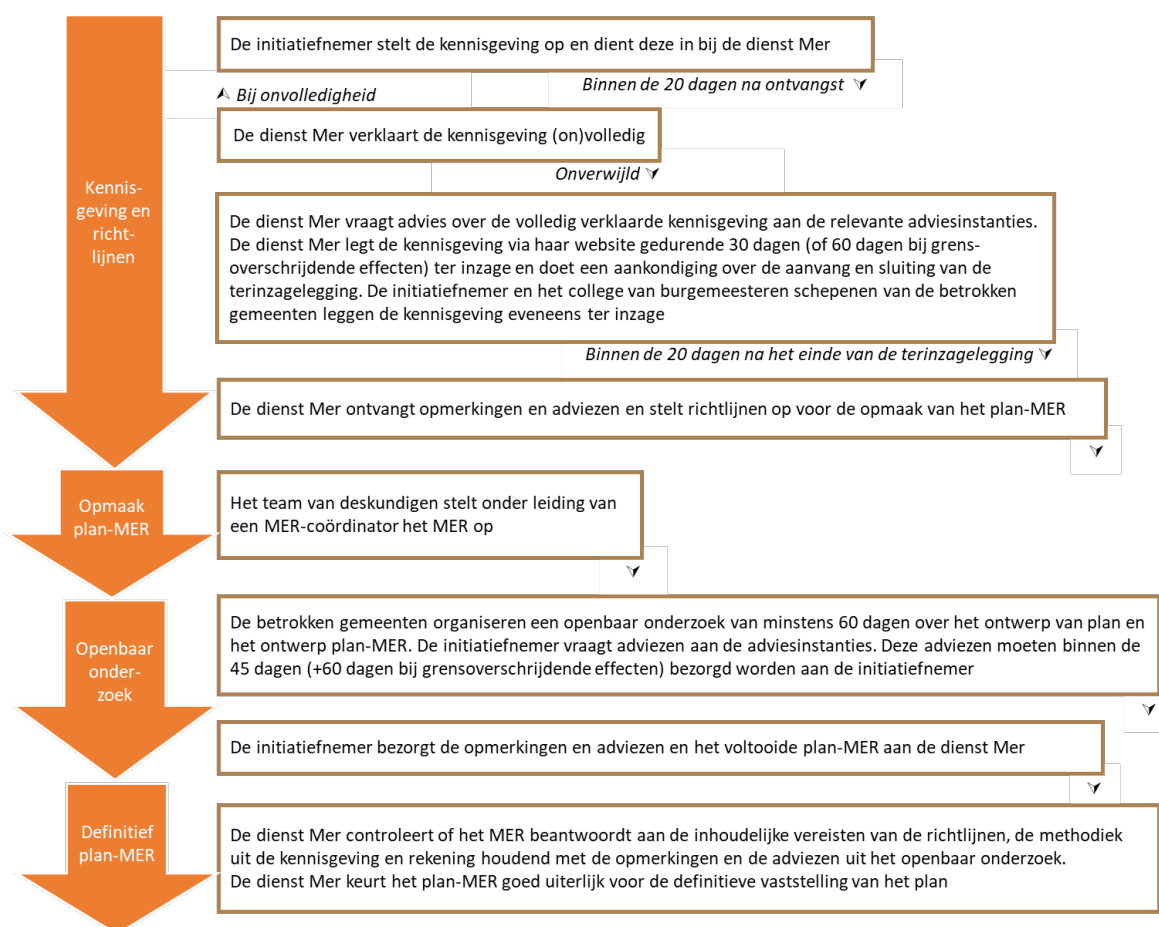 De initiatiefnemer stelt de kennisgeving op en dient deze in bij de dienst Mer
Bij onvolledigheid
Binnen de 20 dagen na ontvangst
De dienst Mer verklaart de kennisgeving (on)volledig
Onverwijld
Kennis-
geving en
richt-
lijnen
De dienst Mer vraagt advies over de volledig verklaarde kennisgeving aan de relevante adviesinstanties.
De dienst Mer legt de kennisgeving via haar website gedurende 30 dagen (of 60 dagen bij grens-
overschrijdende effecten) ter inzage en doet een aankondiging over de aanvang en sluiting van de
terinzagelegging. De initiatiefnemer en het college van burgemeesteren schepenen van de betrokken
gemeenten leggen de kennisgeving eveneens ter inzage
Binnen de 20 dagen na het einde van de terinzagelegging
De dienst Mer ontvangt opmerkingen en adviezen en stelt richtlijnen op voor de opmaak van het plan-MER
Opmaak
plan-MER
Het team van deskundigen stelt onder leiding van
een MER-coördinator het MER op
Openbaar
onder-
zoek
De betrokken gemeenten organiseren een openbaar onderzoek van minstens 60 dagen over het ontwerp van plan en
het ontwerp plan-MER. De initiatiefnemer vraagt adviezen aan de adviesinstanties. Deze adviezen moeten binnen de
45 dagen (+60 dagen bij grensoverschrijdende effecten) bezorgd worden aan de initiatiefnemer
De initiatiefnemer bezorgt de opmerkingen en adviezen en het voltooide plan-MER aan de dienst Mer
Definitief
plan-MER
De dienst Mer controleert of het MER beantwoordt aan de inhoudelijke vereisten van de richtlijnen, de methodiek
uit de kennisgeving en rekening houdend met de opmerkingen en de adviezen uit het openbaar onderzoek.
De dienst Mer keurt het plan-MER goed uiterlijk voor de definitieve vaststelling van het plan